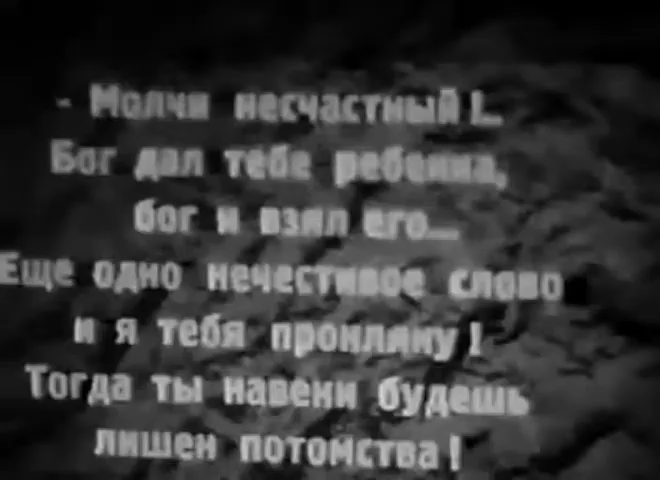 - Молчи несчастный!..
Бог дал тебе ребенка,
бог и взял его...
Еще одно нечестивое слово
и я тебя прокляну!
Тогда ты навеки будешь
лишен потомства!